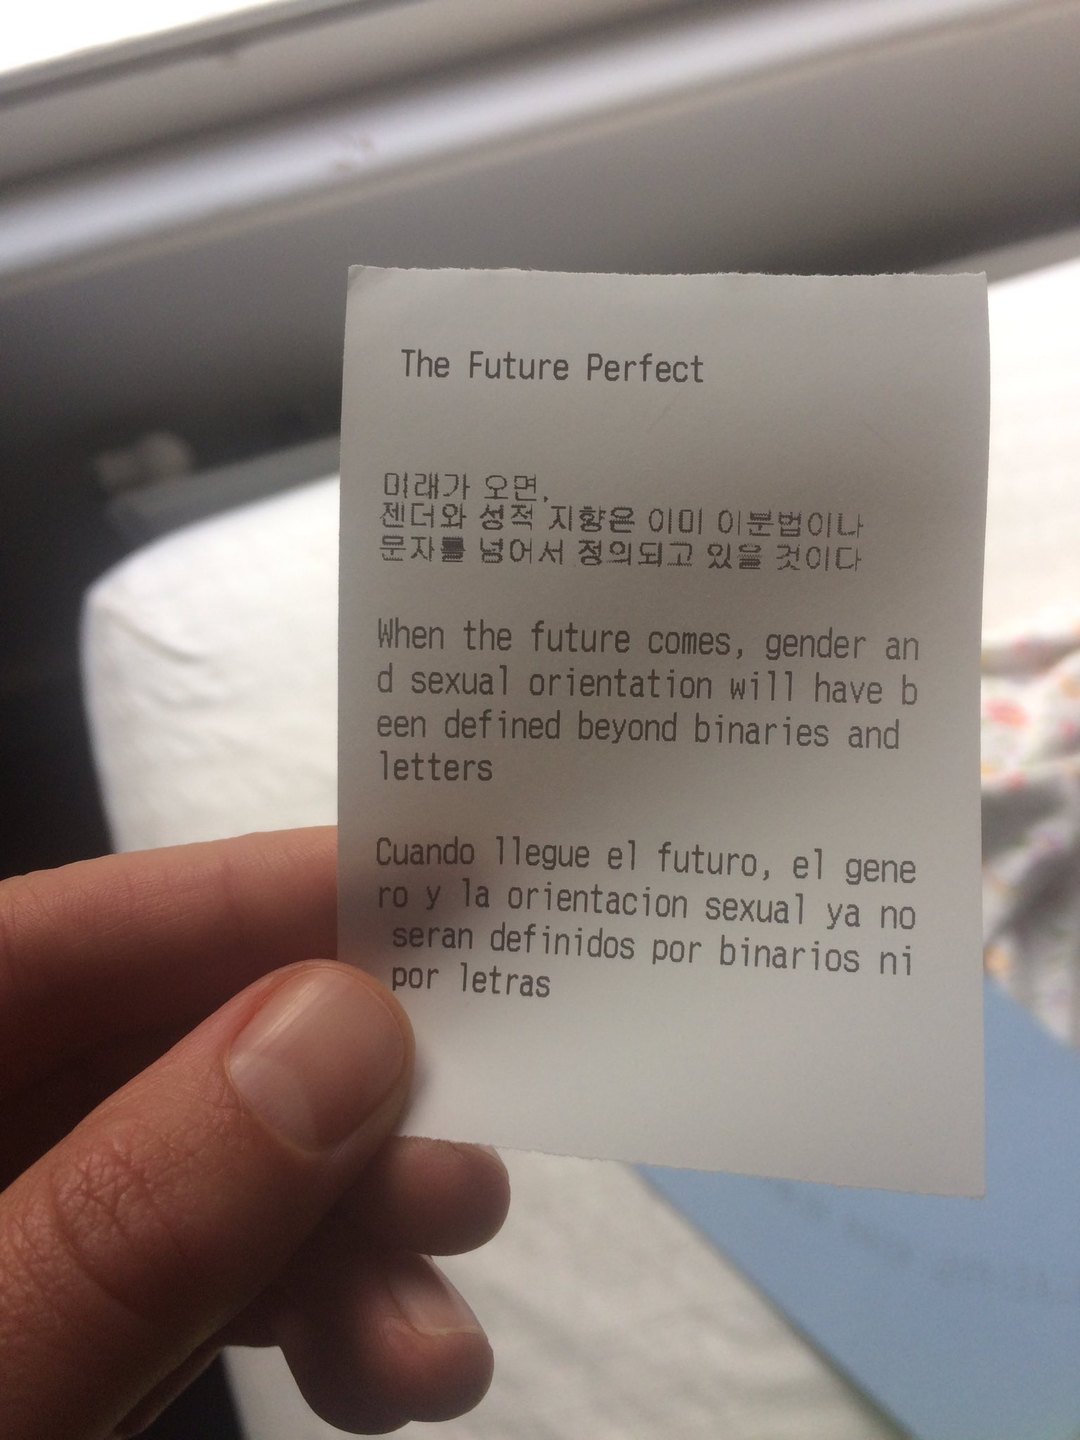 The Future Perfect
미래가 오면,
젠더와 성적 지향은 이미 이분법이나
문자를 넘어서 정의되고 있을 것이다
When the future comes, gender an
d sexual orientation will have b
een defined beyond binaries and
letters
Cuando llegue el futuro, el gene
ro y la orientacion sexual ya no
seran definidos por binarios ni
por letras